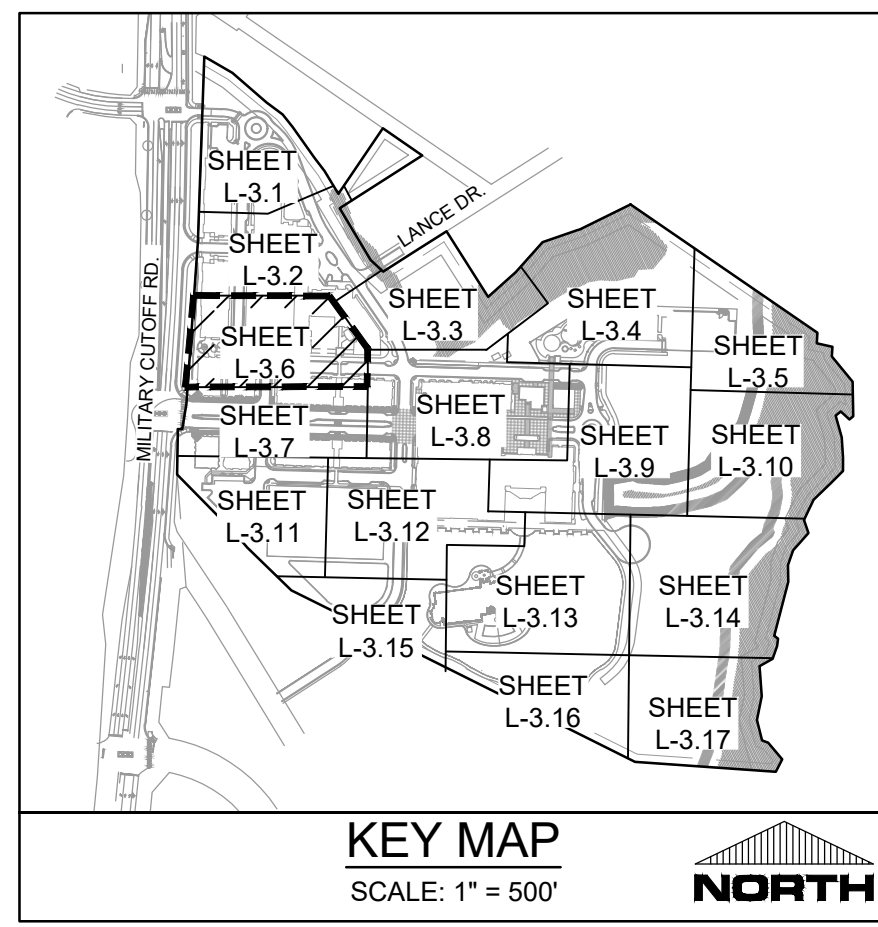 SHEET
L-3.1
SHEET
L-3.2
LANCE DR.
MILITARY CUTOFF RD.
SHEET
L-3.3
SHEET
L-3.4
SHEET
L-3.5
SHEET
L-3.6
SHEET
L-3.7
SHEET
L-3.8
SHEET
L-3.9
SHEET
L-3.10
SHEET
L-3.11
SHEET
L-3.12
SHEET
L-3.13
SHEET
L-3.14
SHEET
L-3.15
SHEET
L-3.16
SHEET
L-3.17
KEY MAP
SCALE: 1" = 500'
NORTH